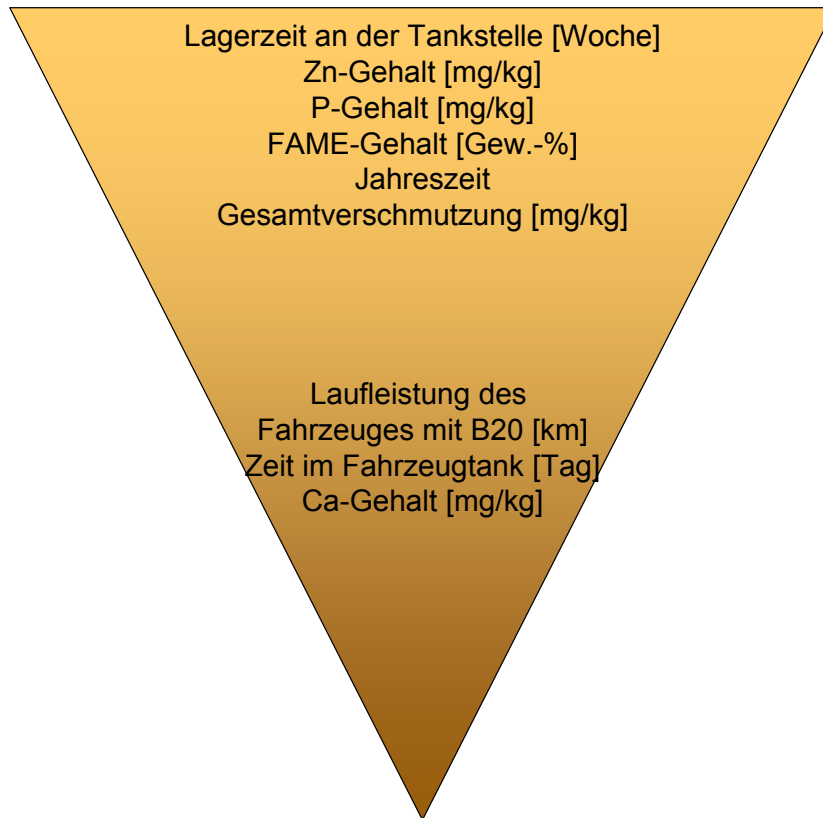 Lagerzeit an der Tankstelle [Woche]
Zn-Gehalt [mg/kg]
P-Gehalt [mg/kg]
FAME-Gehalt [Gew.-%]
Jahreszeit
Gesamtverschmutzung [mg/kg]
Laufleistung des
Fahrzeuges mit B20 [km]
Zeit im Fahrzeugtank [Tag]
Ca-Gehalt [mg/kg]